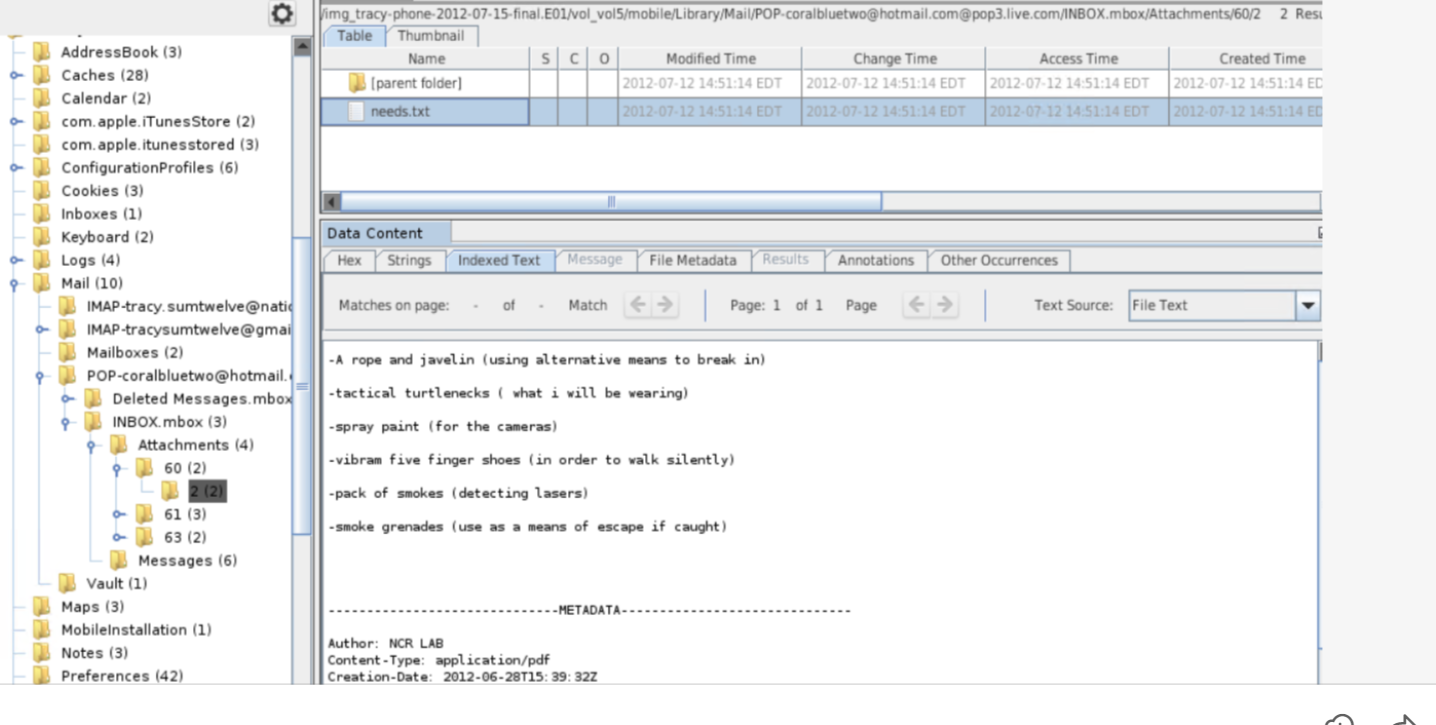 /img_tracy-phone-2012-07-15-final.E01/vol_vol5/mobile/Library/Mail/POP-coralbluetwo@hotmail.com@pop3.live.com/INBOX.mbox/Attachments/60/2 2 Resu
Table Thumbnail
Name S C O Modified Time Change Time Access Time Created Time
[parent folder] 2012-07-12 14:51:14 EDT 2012-07-12 14:51:14 EDT 2012-07-12 14:51:14 EDT 2012-07-12 14:51:14 ED
needs.txt 2012-07-12 14:51:14 EDT 2012-07-12 14:51:14 EDT 2012-07-12 14:51:14 EDT 2012-07-12 14:51:14 ED
AddressBook (3)
Caches (28)
Calendar (2)
com.apple.iTunesStore (2)
com.apple.itunesstored (3)
ConfigurationProfiles (6)
Cookies (3)
Inboxes (1)
Keyboard (2)
Logs (4)
Mail (10)
IMAP-tracy.sumtwelve@natio
IMAP-tracysumtwelve@gmai
Mailboxes (2)
POP-coralbluetwo@hotmail.
Deleted Messages.mbox
INBOX.mbox (3)
Attachments (4)
60 (2)
2 (2)
61 (3)
63 (2)
Messages (6)
Vault (1)
Maps (3)
MobileInstallation (1)
Notes (3)
Preferences (42)
Data Content
Hex Strings Indexed Text Message File Metadata Results Annotations Other Occurrences
Matches on page: - of - Match Page: 1 of 1 Page Text Source: File Text
-A rope and javelin (using alternative means to break in)
-tactical turtlenecks ( what i will be wearing)
-spray paint (for the cameras)
-vibram five finger shoes (in order to walk silently)
-pack of smokes (detecting lasers)
-smoke grenades (use as a means of escape if caught)
------------------------------METADATA------------------------------
Author: NCR LAB
Content-Type: application/pdf
Creation-Date: 2012-06-28T15:39:32Z